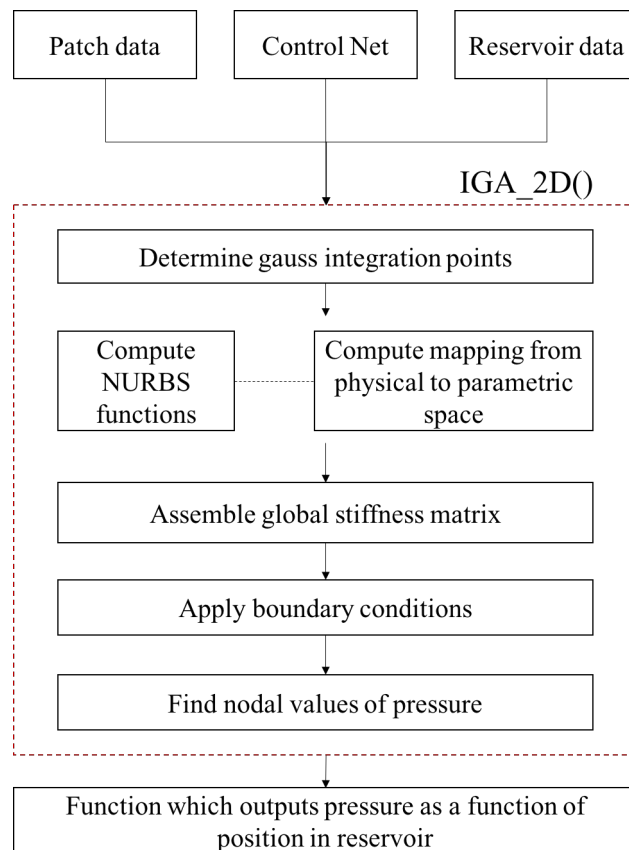 Patch data
Control Net
Reservoir data
IGA_2D()
Determine gauss integration points
Compute
NURBS
functions
Compute mapping from
physical to parametric
space
Assemble global stiffness matrix
Apply boundary conditions
Find nodal values of pressure
Function which outputs pressure as a function of
position in reservoir